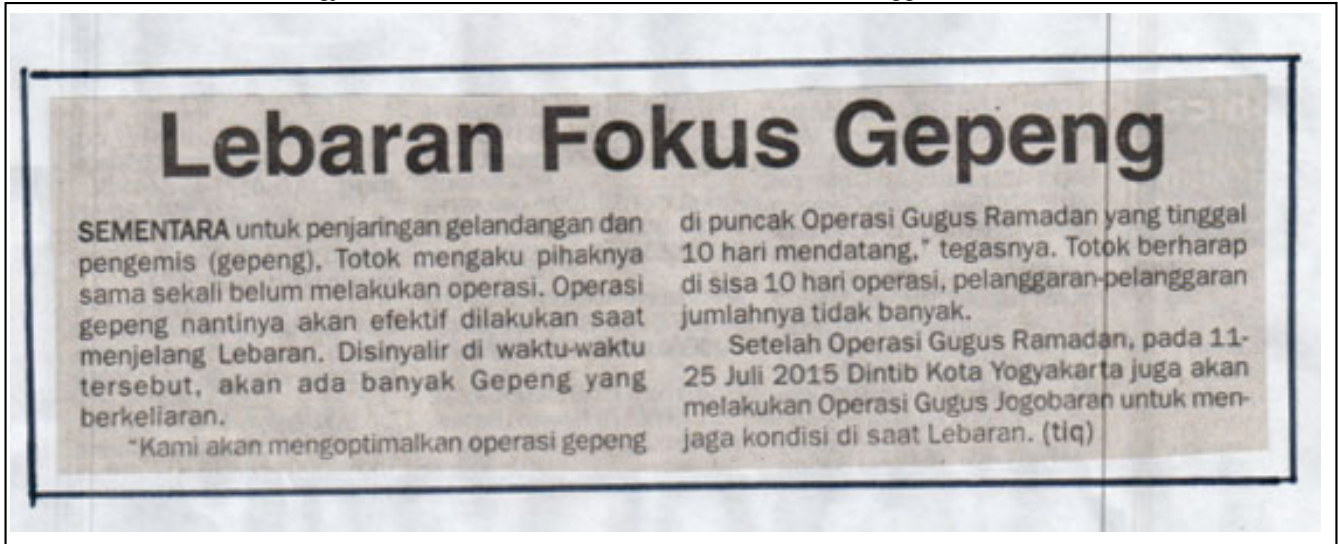 Lebaran Fokus Gepeng
SEMENTARA untuk penjaringan gelandangan dan
pengemis (gepeng), Totok mengaku pihaknya
sama sekali belum melakukan operasi. Operasi
gepeng nantinya akan efektif dilakukan saat
menjelang Lebaran. Disinyalir di waktu-waktu
tersebut, akan ada banyak Gepeng yang
berkeliaran.
"Kami akan mengoptimalkan operasi gepeng
di puncak Operasi Gugus Ramadan yang tinggal
10 hari mendatang," tegasnya. Totok berharap
di sisa 10 hari operasi, pelanggaran-pelanggaran
jumlahnya tidak banyak.
Setelah Operasi Gugus Ramadan, pada 11-
25 Juli 2015 Dintib Kota Yogyakarta juga akan
melakukan Operasi Gugus Jogobaran untuk men-
jaga kondisi di saat Lebaran. (tiq)